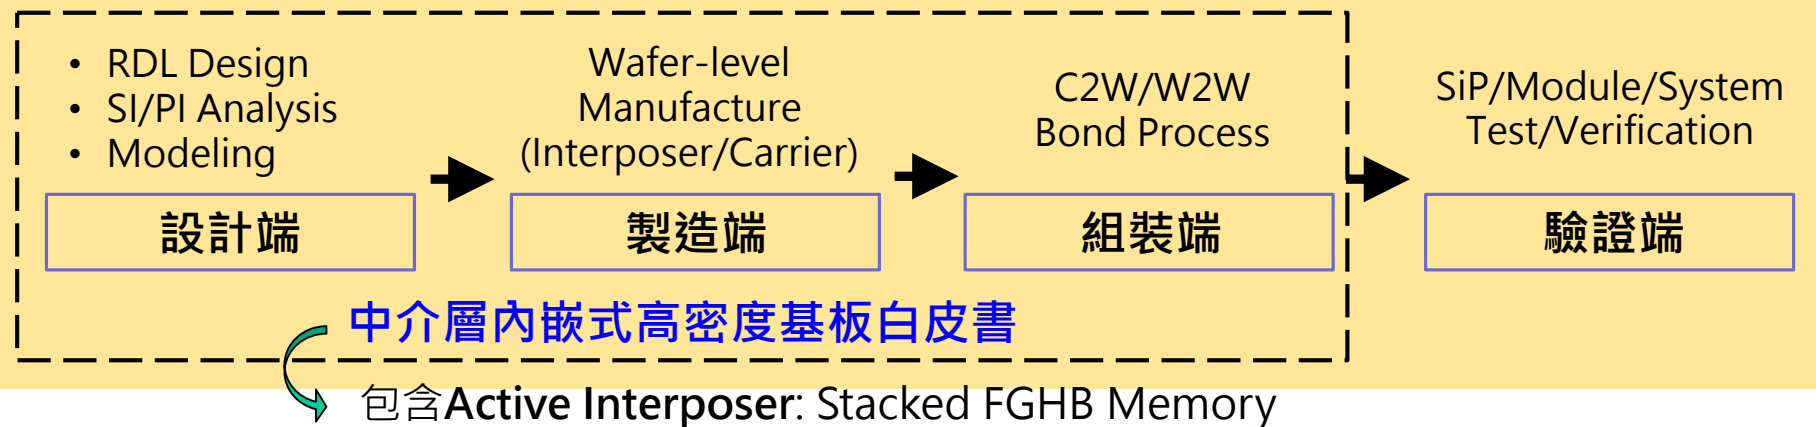 • RDL Design
• SI/PI Analysis
• Modeling
設計端
Wafer-level
Manufacture
(Interposer/Carrier)
製造端
C2W/W2W
Bond Process
組裝端
SiP/Module/System
Test/Verification
驗證端
中介層內嵌式高密度基板白皮書
包含Active Interposer: Stacked FGHB Memory